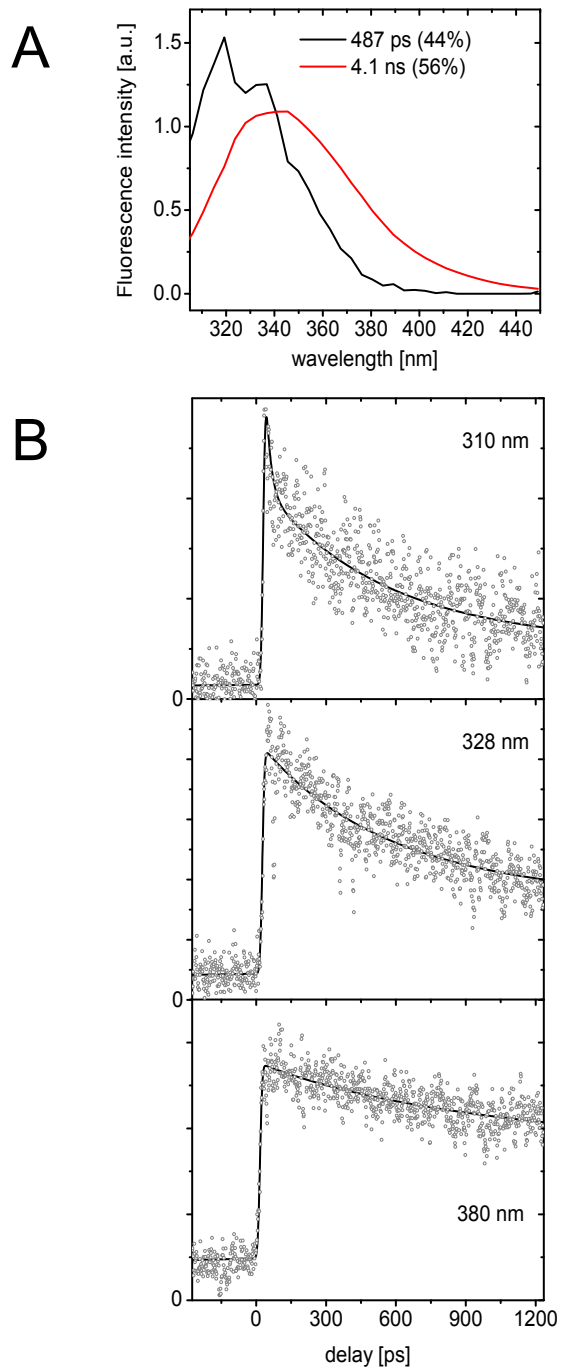 A
487 ps (44%)
4.1 ns (56%)
Fluorescence intensity [a.u.]
1.5
1.0
0.5
0.0
320 340 360 380 400 420 440
wavelength [nm]
B
310 nm
0
328 nm
0
380 nm
0
0 300 600 900 1200
delay [ps]